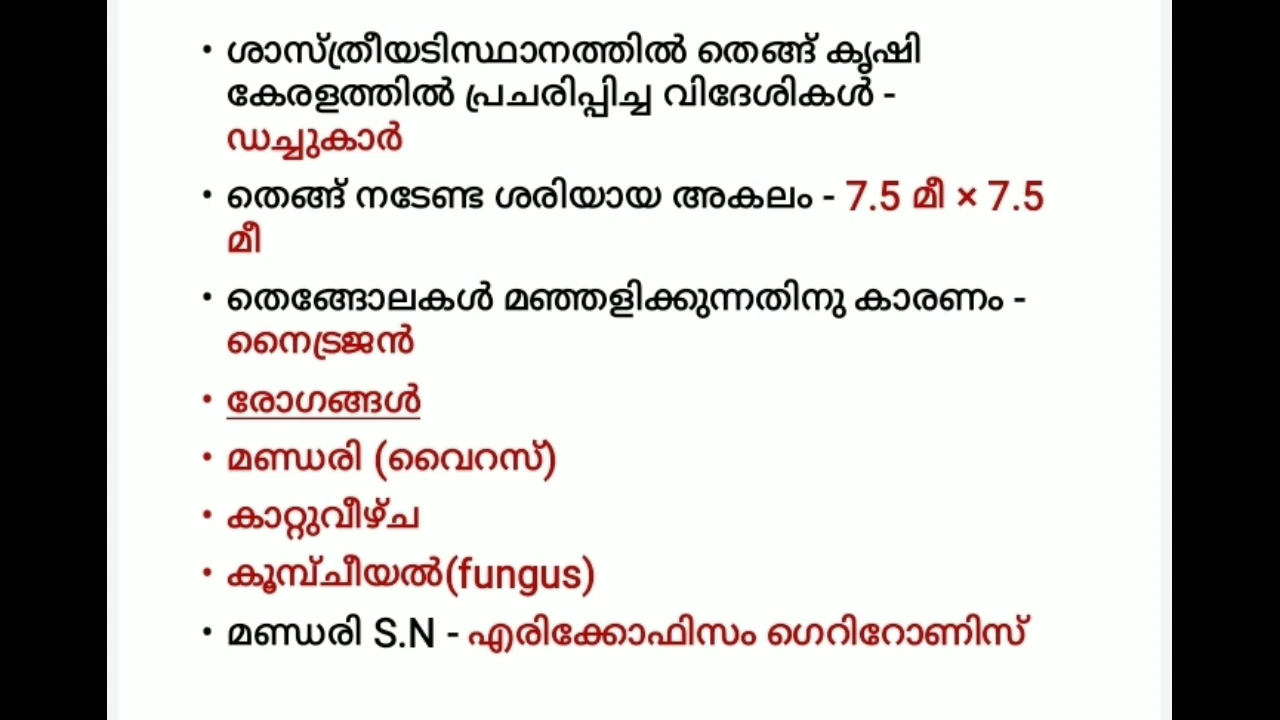 • ശാസ്ത്രീയടിസ്ഥാനത്തിൽ തെങ്ങ് കൃഷി
കേരളത്തിൽ പ്രചരിപ്പിച്ച വിദേശികൾ -
ഡച്ചുകാർ
• തെങ്ങ് നടേണ്ട ശരിയായ അകലം - 7.5 മീ × 7.5
മീ
• തെങ്ങോലകൾ മഞ്ഞളിക്കുന്നതിനു കാരണം -
നൈട്രജൻ
• രോഗങ്ങൾ
• മണ്ഡരി (വൈറസ്)
• കാറ്റുവീഴ്ച
• കൂമ്പ്ചീയൽ(fungus)
• മണ്ഡരി S.N - എരിക്കോഫിസം ഗെറിറോണിസ്